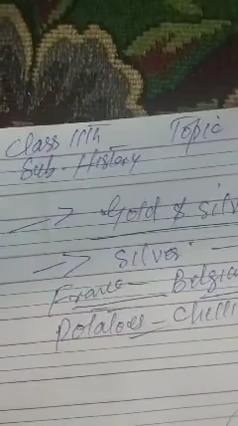 Class 11th Topic
Sub - History
→ Gold & Silv
→ Silver -
France - Belgiu
Potatoes - Chilli